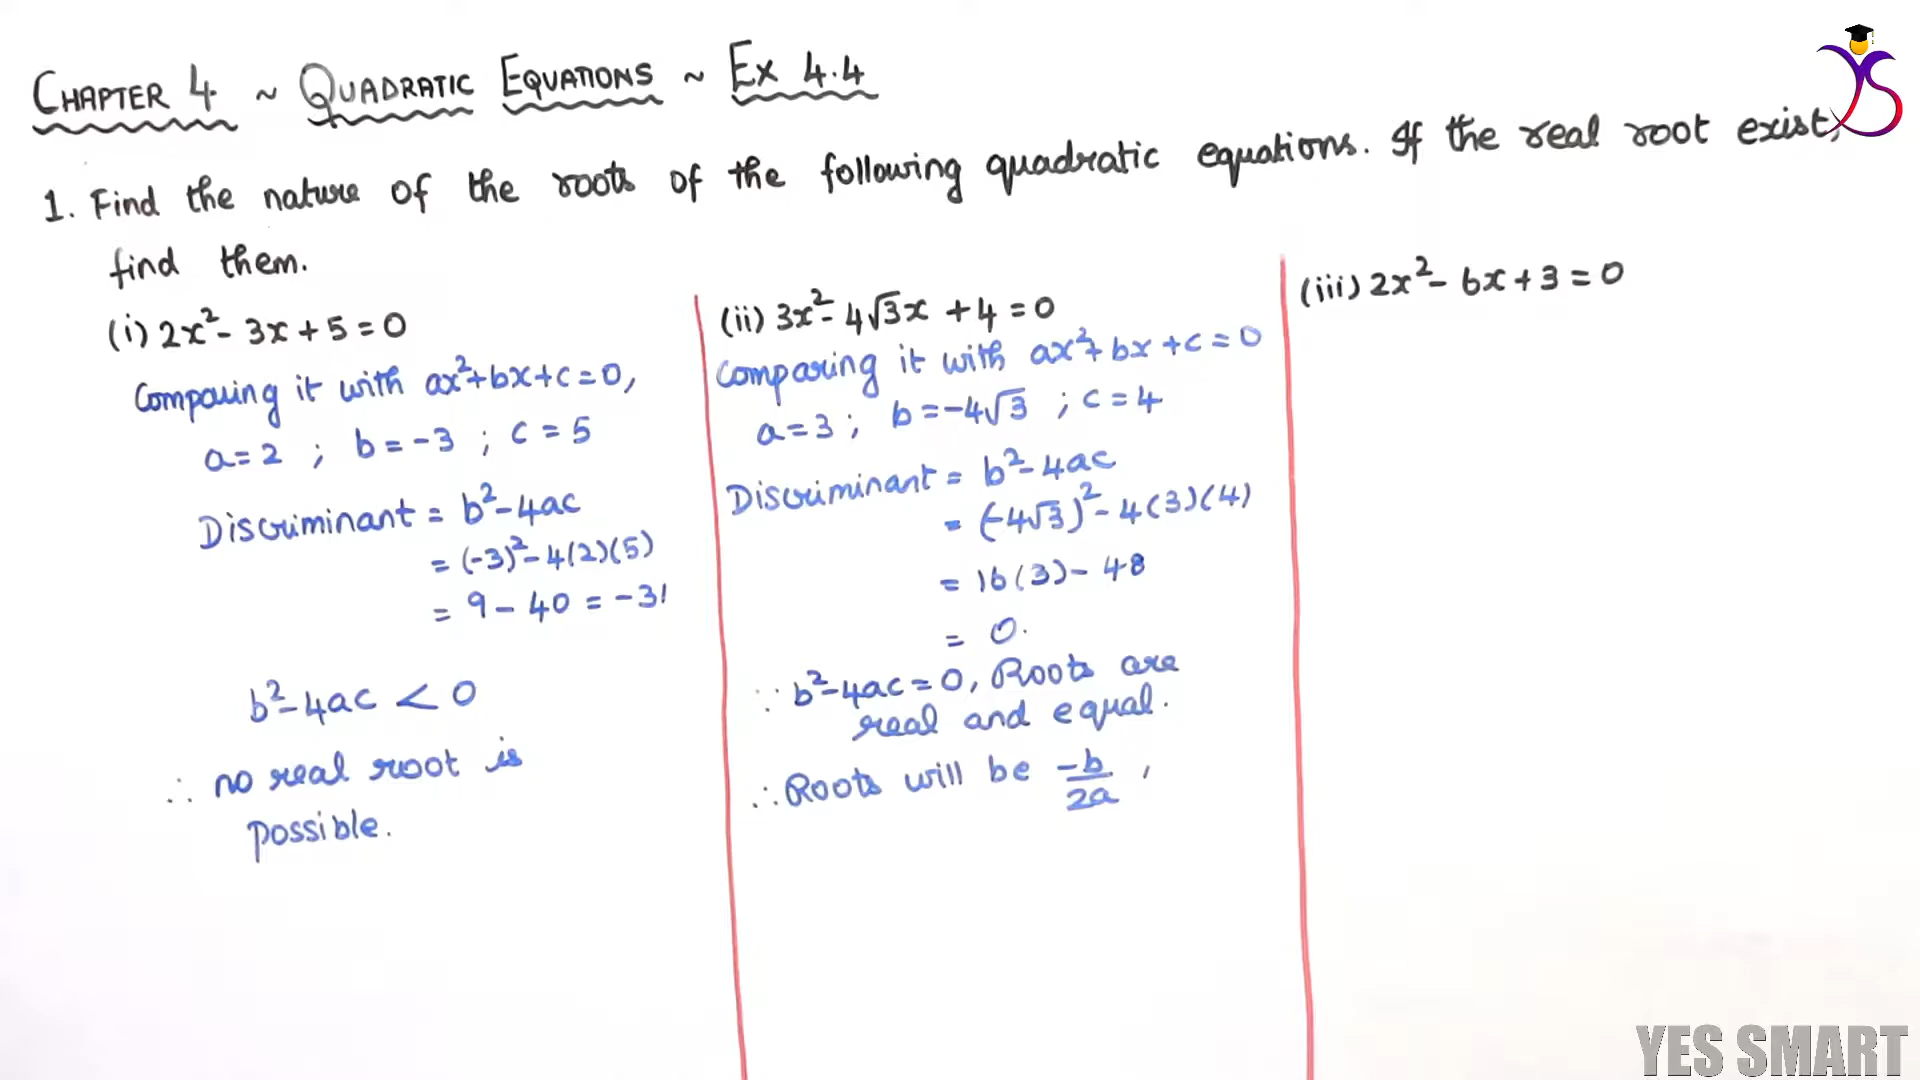 CHAPTER 4 ~ QUADRATIC EQUATIONS ~ EX 4.4
1. Find the nature of the roots of the following quadratic equations. If the real root exist,
find them.
(i) 2x² - 3x + 5 = 0
Comparing it with ax² + bx + c = 0,
a = 2 ; b = -3 ; c = 5
Discriminant = b² - 4ac
= (-3)² - 4(2)(5)
= 9 - 40 = -31
b² - 4ac < 0
∴ no real root is
possible.
(ii) 3x² - 4√3x + 4 = 0
Comparing it with ax² + bx + c = 0
a = 3 ; b = -4√3 ; c = 4
Discriminant = b² - 4ac
= (-4√3)² - 4(3)(4)
= 16(3) - 48
= 0.
∵ b² - 4ac = 0, Roots are
real and equal.
∴ Roots will be -b/2a ,
(iii) 2x² - 6x + 3 = 0
YES SMART